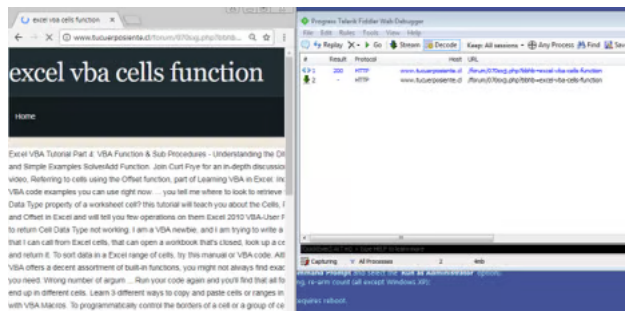 excel vba cells function
www.tucuerposiente.cl/forum/070oug.php?bbhb...
excel vba cells function
Home
Excel VBA Tutorial Part 4: VBA Function & Sub Procedures - Understanding the Di
and Simple Examples SolverAdd Function. Join Curt Frye for an in-depth discussion
video, Referring to cells using the Offset function, part of Learning VBA in Excel. Inc
VBA code examples you can use right now. ... you tell me where to look to retrieve
Data Type property of a worksheet cell? this tutorial will teach you about the Cells, R
and Offset in Excel and will tell you few operations on them Excel 2010 VBA-User F
to return Cell Data Type not working. I am a VBA newbie, and I am trying to write a
that I can call from Excel cells, that can open a workbook that's closed, look up a ce
and return it. To sort data in a Excel range of cells, try this manual or VBA code. Alth
VBA offers a decent assortment of built-in functions, you might not always find exac
you need. Wrong number of argum ... Run your code again and you'll find that all fo
end up in different cells. Learn 3 different ways to copy and paste cells or ranges in
with VBA Macros. To programmatically control the borders of a cell or a group of ce
Progress Telerik Fiddler Web Debugger
File Edit Rules Tools View Help
Replay Go Stream Decode Keep: All sessions Any Process Find Sav
# Result Protocol Host URL
1 200 HTTP www.tucuerposiente.cl /forum/070oug.php?bbhb=excel-vba-cells-function
2 - HTTP www.tucuerposiente.cl /forum/070oug.php?bbhb=excel-vba-cells-function
Capturing All Processes 2 4mb
mmand Prompt and select the 'Run as Administrator' option.
ng, re-arm count (all except Windows XP):
equires reboot.